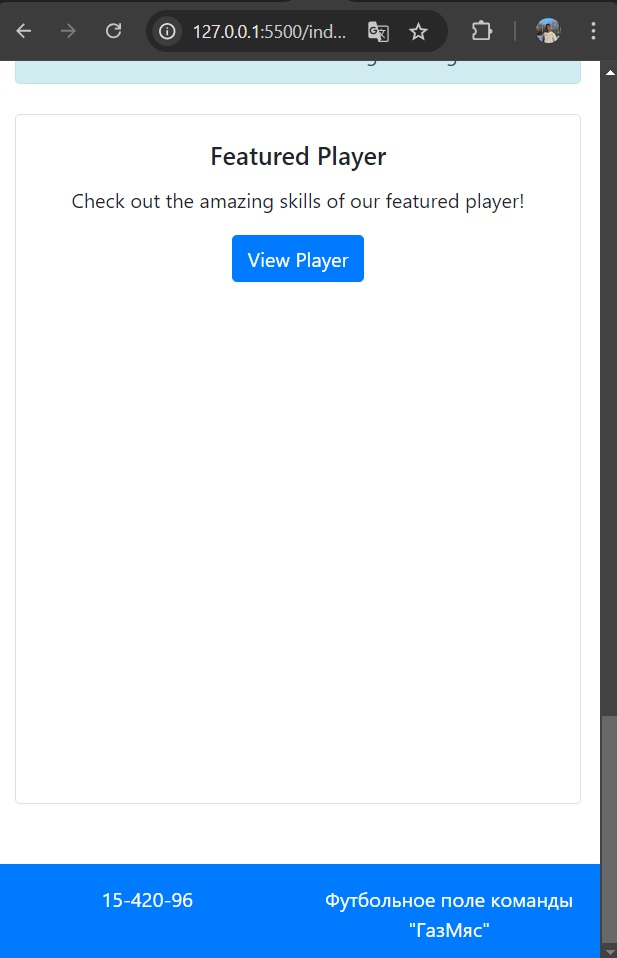 127.0.0.1:5500/ind...
Featured Player
Check out the amazing skills of our featured player!
View Player
15-420-96
Футбольное поле команды
"ГазМяс"